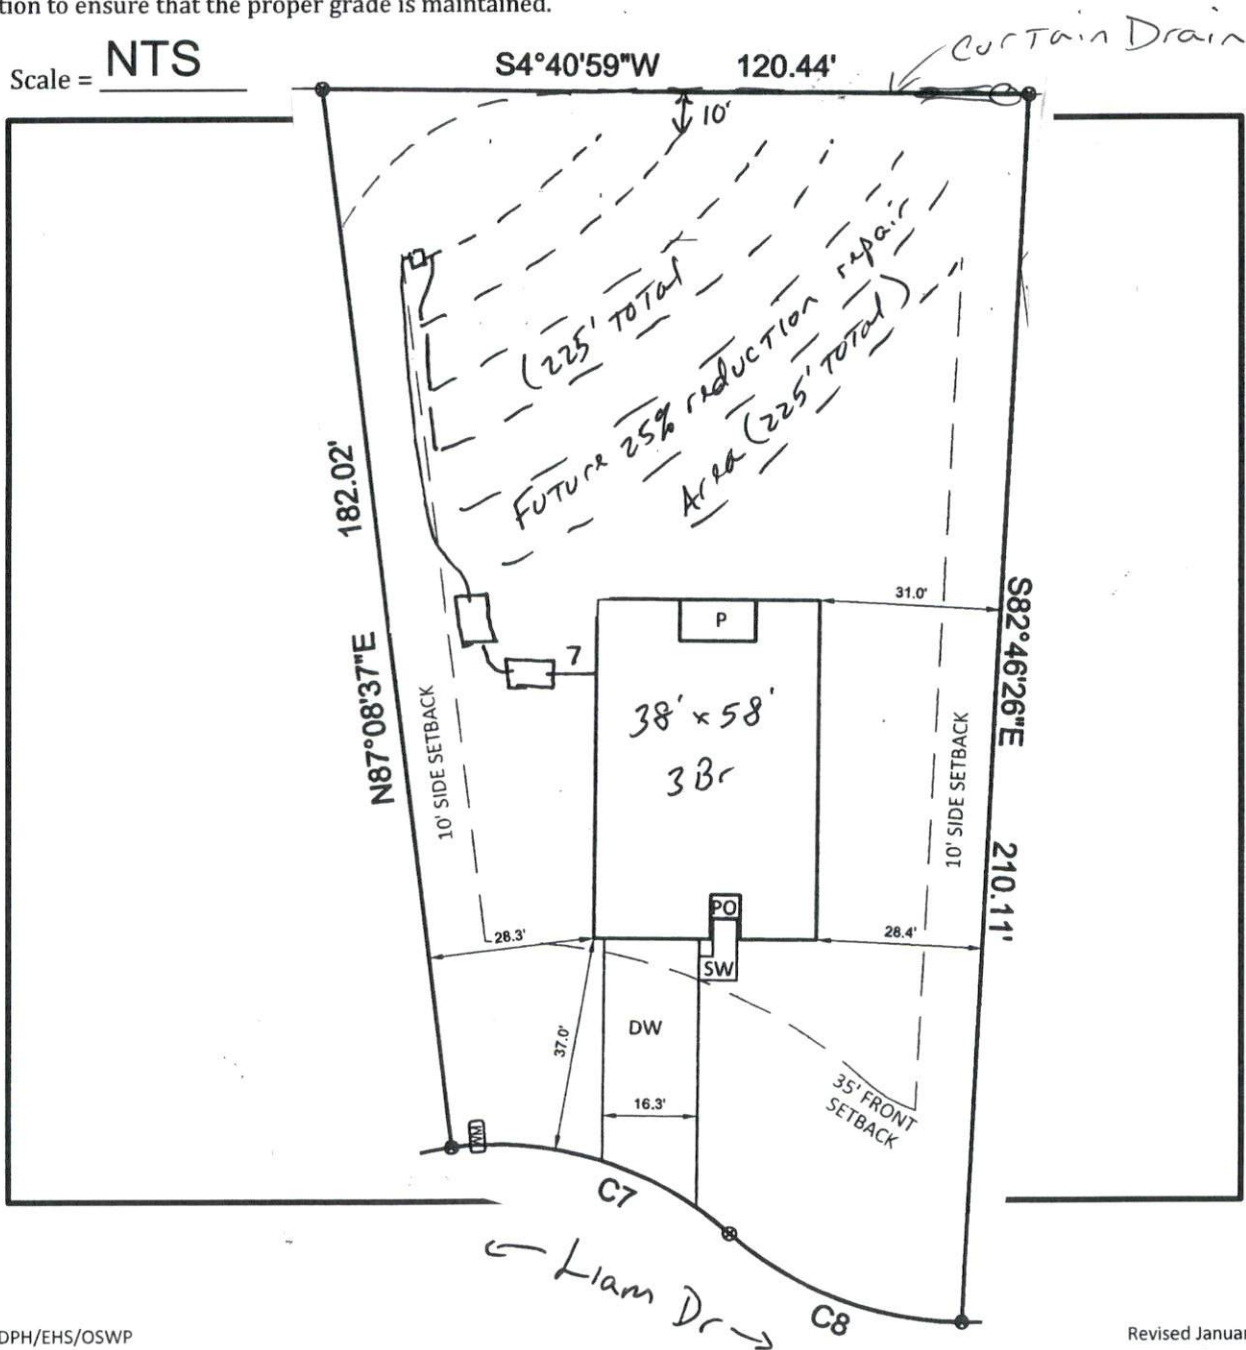 tion to ensure that the proper grade is maintained.
Scale = NTS
S4°40'59"W 120.44'
Curtain Drain
10'
(225' TOTAL
Future 25% reduction repair
Area (225' TOTAL)
182.02'
N87°08'37"E
10' SIDE SETBACK
7
P
38' x 58'
3 Br
31.0'
S82°46'26"E
210.11'
10' SIDE SETBACK
28.3'
PO
SW
28.4'
37.0'
DW
16.3'
35' FRONT
SETBACK
WM
C7
C8
← Liam Dr →
DPH/EHS/OSWP
Revised Januar